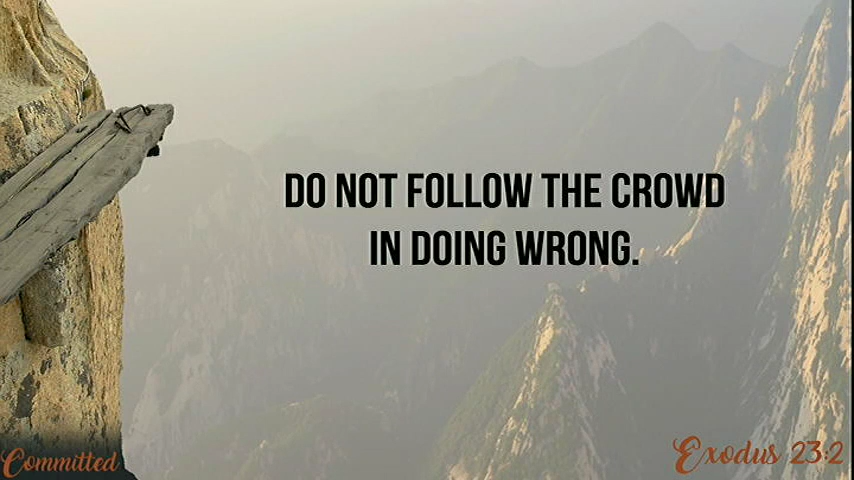 DO NOT FOLLOW THE CROWD
IN DOING WRONG.
Committed
Exodus 23:2